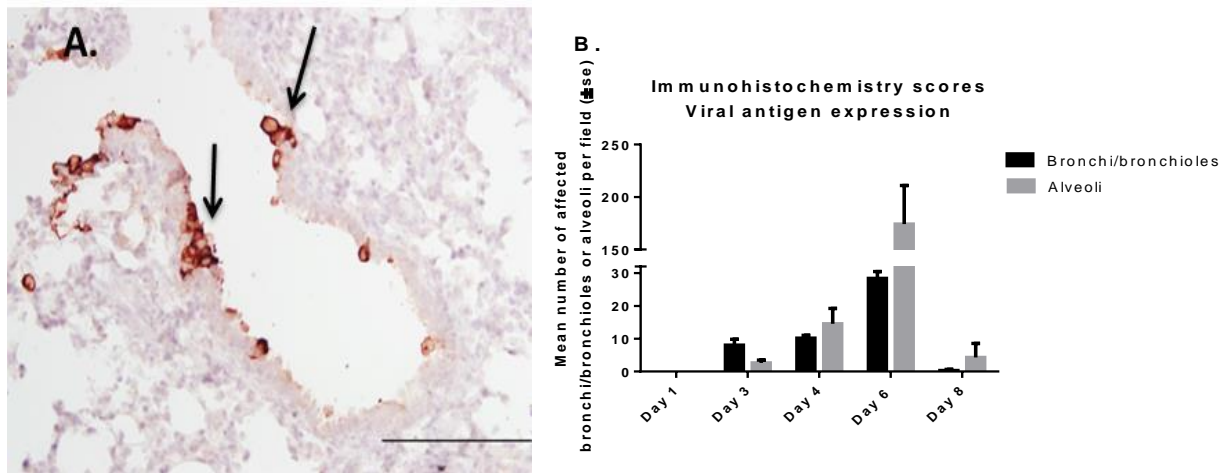 A.
B.
Immunohistochemistry scores
Viral antigen expression
Mean number of affected
bronchi/bronchioles or alveoli per field (±se)
250
200
150
30
20
10
0
Day 1
Day 3
Day 4
Day 6
Day 8
Bronchi/bronchioles
Alveoli